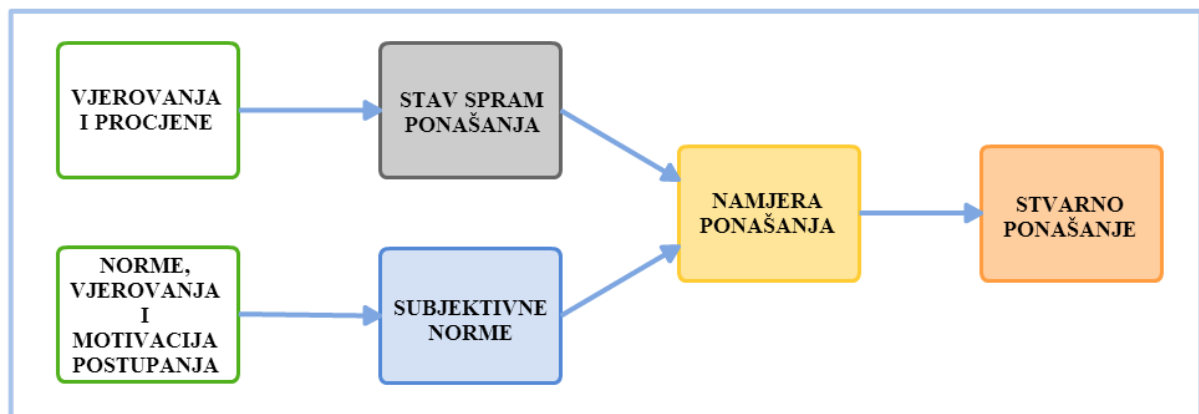 VJEROVANJA
I PROCJENE
STAV SPRAM
PONAŠANJA
NAMJERA
PONAŠANJA
STVARNO
PONAŠANJE
NORME,
VJEROVANJA
I
MOTIVACIJA
POSTUPANJA
SUBJEKTIVNE
NORME